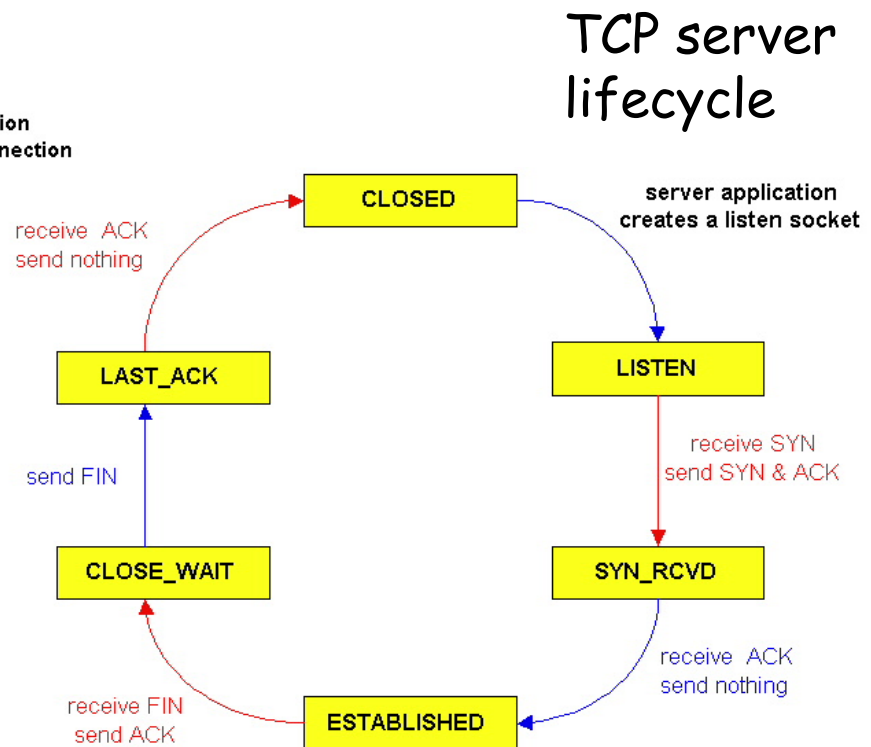 TCP server
lifecycle
ion
nection
CLOSED
server application
creates a listen socket
receive ACK
send nothing
LAST_ACK
LISTEN
receive SYN
send SYN & ACK
send FIN
CLOSE_WAIT
SYN_RCVD
receive ACK
send nothing
receive FIN
send ACK
ESTABLISHED